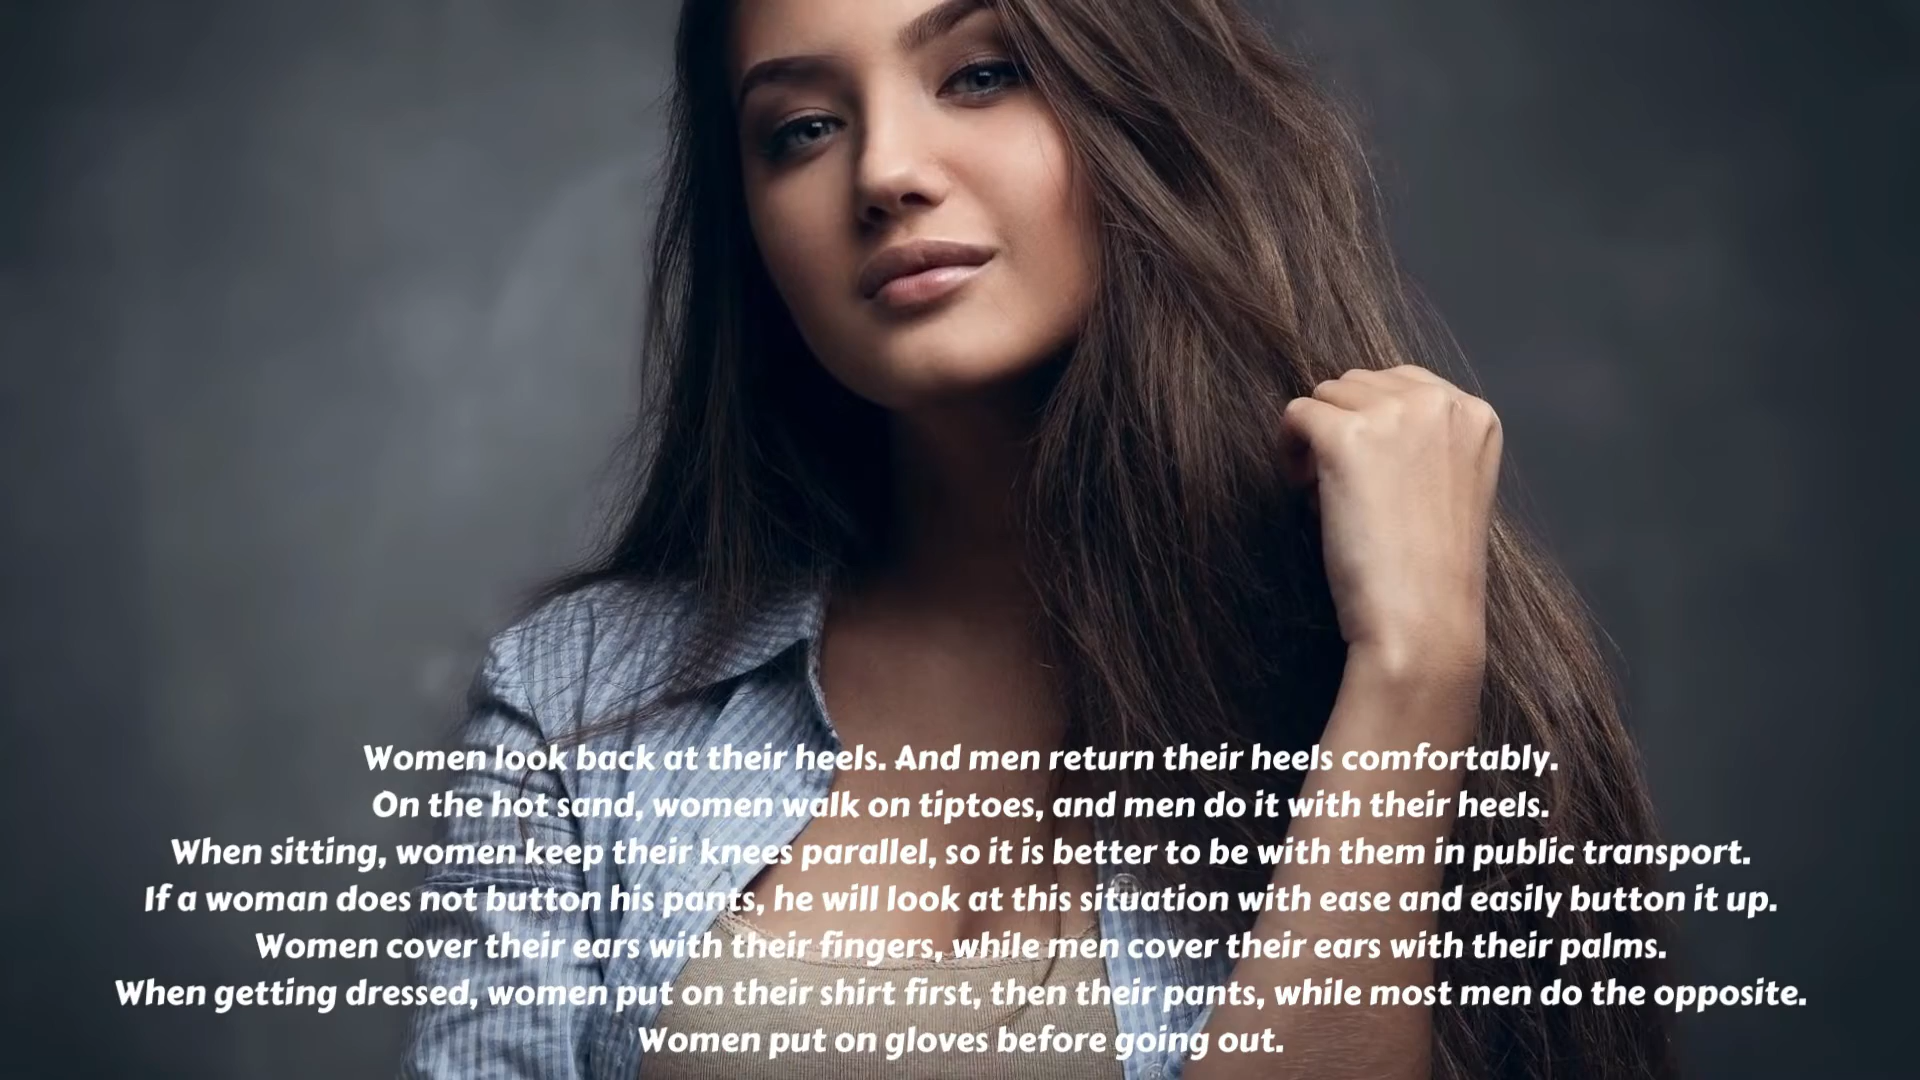 Women look back at their heels. And men return their heels comfortably.
On the hot sand, women walk on tiptoes, and men do it with their heels.
When sitting, women keep their knees parallel, so it is better to be with them in public transport.
If a woman does not button his pants, he will look at this situation with ease and easily button it up.
Women cover their ears with their fingers, while men cover their ears with their palms.
When getting dressed, women put on their shirt first, then their pants, while most men do the opposite.
Women put on gloves before going out.